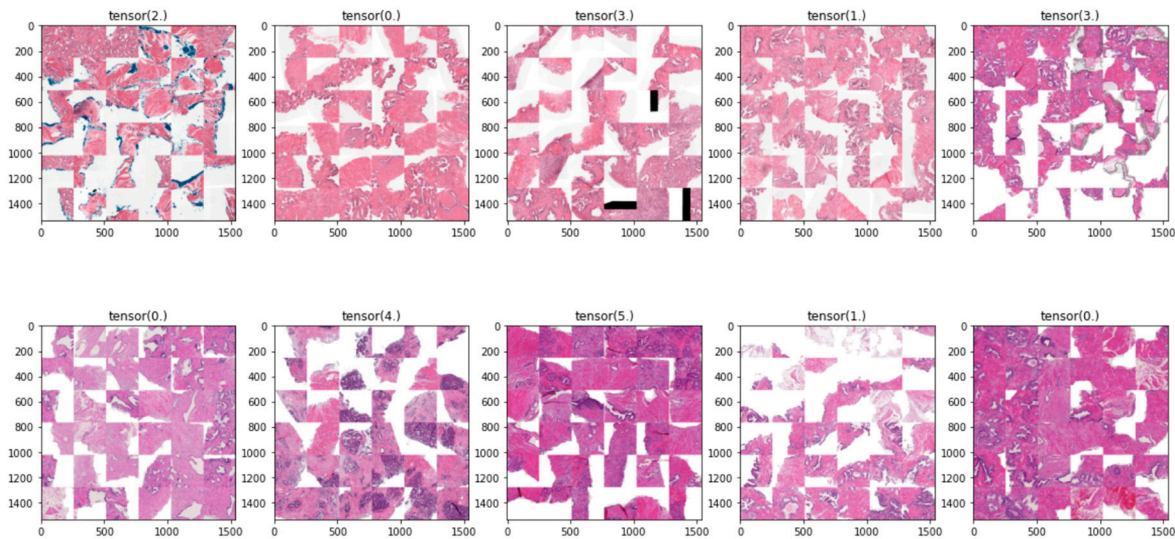 tensor(2.) tensor(0.) tensor(3.) tensor(1.) tensor(3.)
0 0 0 0 0
200 200 200 200 200
400 400 400 400 400
600 600 600 600 600
800 800 800 800 800
1000 1000 1000 1000 1000
1200 1200 1200 1200 1200
1400 1400 1400 1400 1400
0 500 1000 1500 0 500 1000 1500 0 500 1000 1500 0 500 1000 1500 0 500 1000 1500
tensor(0.) tensor(4.) tensor(5.) tensor(1.) tensor(0.)
0 0 0 0 0
200 200 200 200 200
400 400 400 400 400
600 600 600 600 600
800 800 800 800 800
1000 1000 1000 1000 1000
1200 1200 1200 1200 1200
1400 1400 1400 1400 1400
0 500 1000 1500 0 500 1000 1500 0 500 1000 1500 0 500 1000 1500 0 500 1000 1500